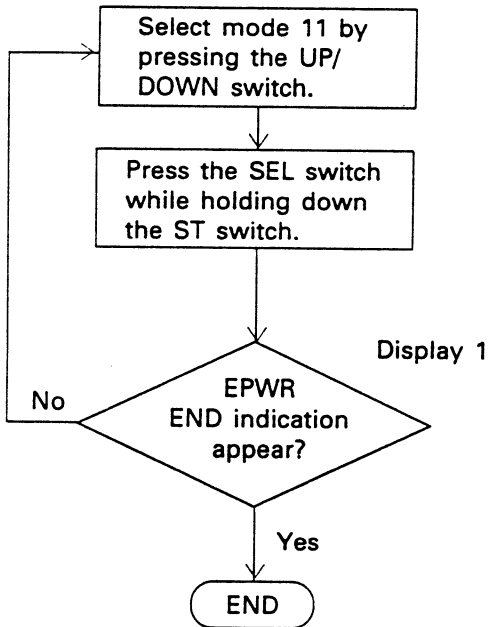 Select mode 11 by
pressing the UP/
DOWN switch.
Press the SEL switch
while holding down
the ST switch.
Display 1
EPWR
END indication
appear?
No
Yes
END